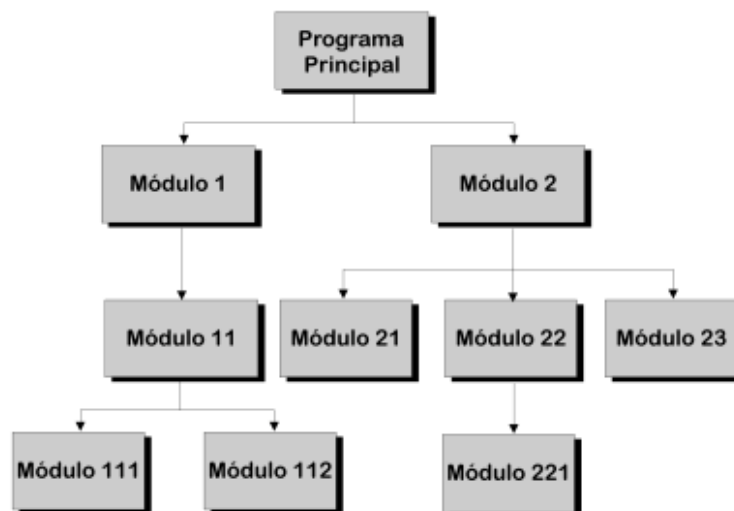 Programa
Principal
Módulo 1
Módulo 2
Módulo 11
Módulo 21
Módulo 22
Módulo 23
Módulo 111
Módulo 112
Módulo 221